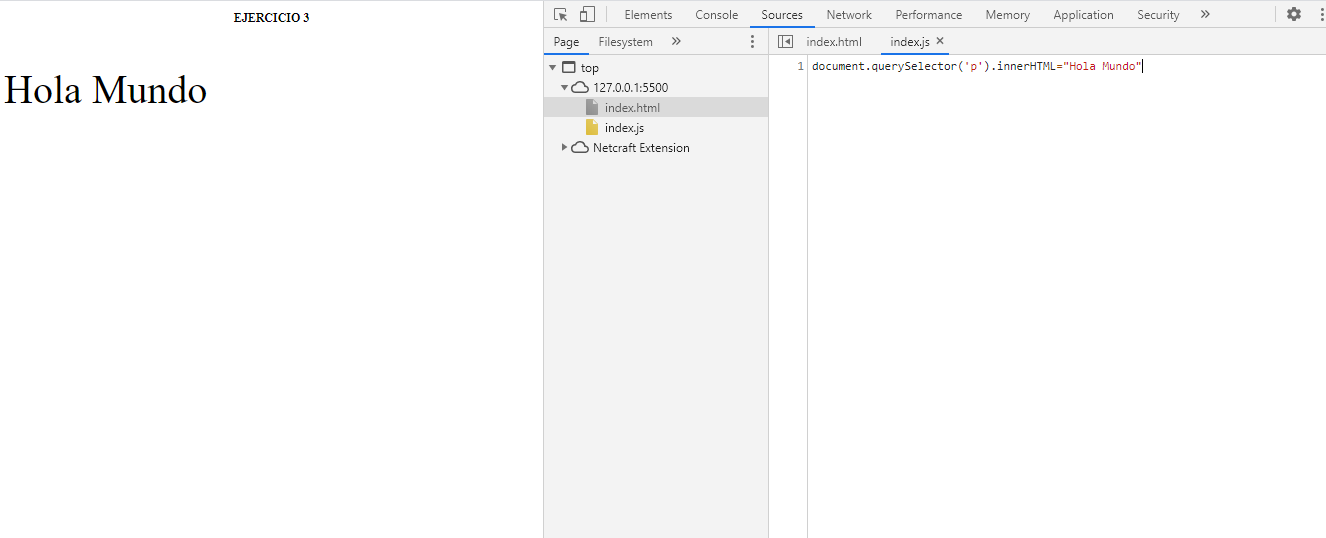 EJERCICIO 3
Hola Mundo
Elements Console Sources Network Performance Memory Application Security »
Page Filesystem »
top
127.0.0.1:5500
index.html
index.js
Netcraft Extension
index.html index.js ×
1 document.querySelector('p').innerHTML="Hola Mundo"